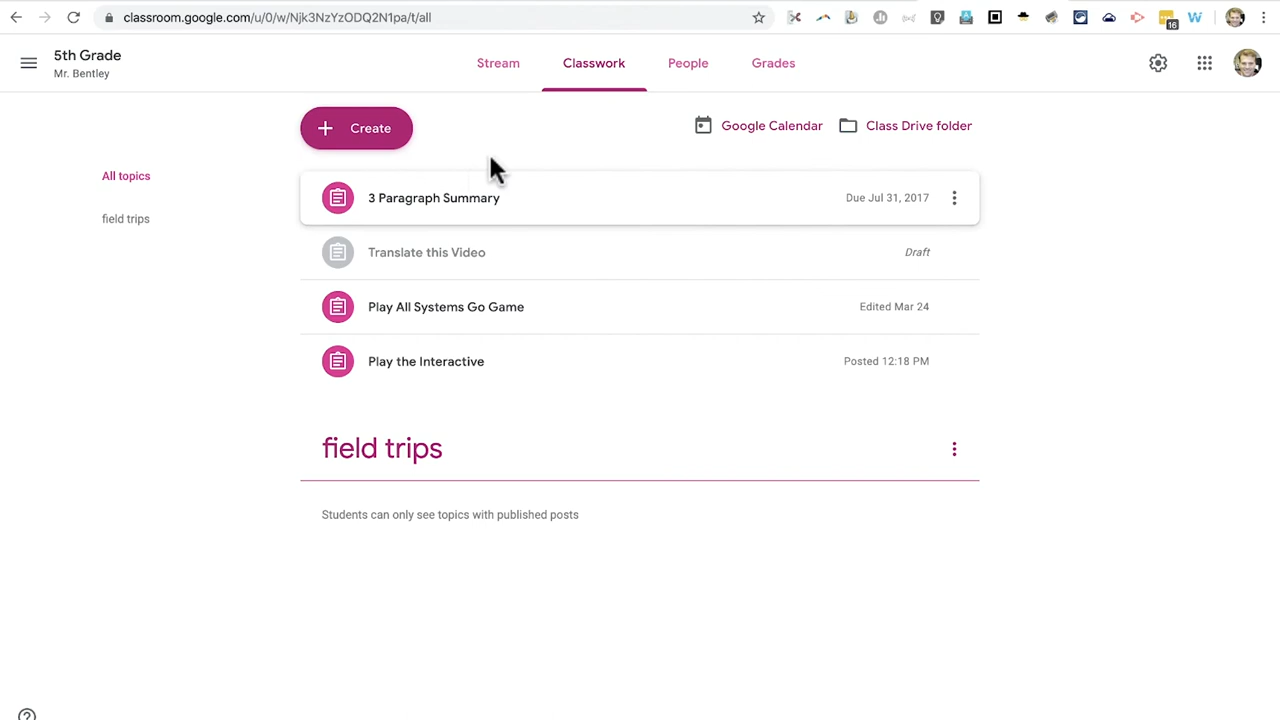 classroom.google.com/u/0/w/Njk3NzYzODQ2N1pa/t/all
16
W
5th Grade
Mr. Bentley
Stream
Classwork
People
Grades
Create
Google Calendar
Class Drive folder
All topics
field trips
3 Paragraph Summary
Due Jul 31, 2017
Translate this Video
Draft
Play All Systems Go Game
Edited Mar 24
Play the Interactive
Posted 12:18 PM
field trips
Students can only see topics with published posts